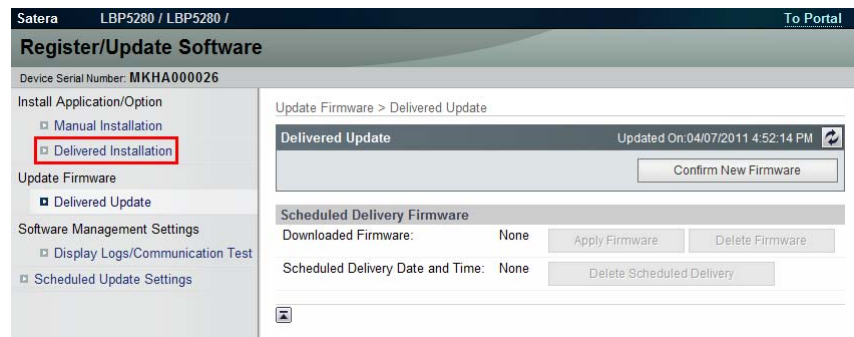 Satera LBP5280 / LBP5280 / To Portal
Register/Update Software
Device Serial Number: MKHA000026
Install Application/Option
Manual Installation
Delivered Installation
Update Firmware
Delivered Update
Software Management Settings
Display Logs/Communication Test
Scheduled Update Settings
Update Firmware > Delivered Update
Delivered Update Updated On:04/07/2011 4:52:14 PM
Confirm New Firmware
Scheduled Delivery Firmware
Downloaded Firmware: None Apply Firmware Delete Firmware
Scheduled Delivery Date and Time: None Delete Scheduled Delivery